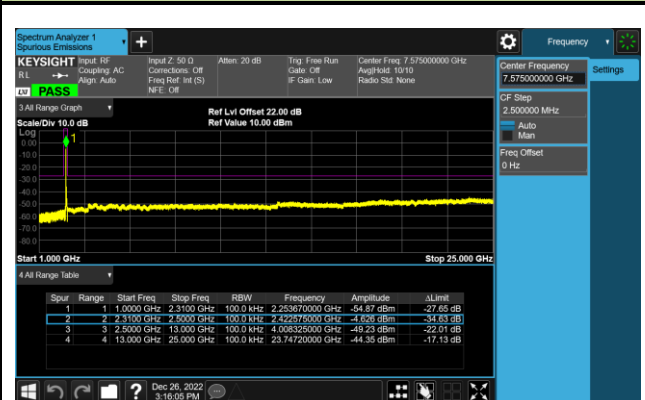 Spectrum Analyzer 1
Spurious Emissions
Frequency
KEYSIGHT
RL
PASS
Input: RF
Coupling: AC
Align: Auto
Input Z: 50 Ω
Corrections: Off
Freq Ref: Int (S)
NFE: Off
Atten: 20 dB
Trig: Free Run
Gate: Off
IF Gain: Low
Center Freq: 7.575000000 GHz
Avg|Hold: 10/10
Radio Std: None
Center Frequency
7.575000000 GHz
Settings
CF Step
2.500000 MHz
Auto
Man
Freq Offset
0 Hz
3 All Range Graph
Scale/Div 10.0 dB
Ref Lvl Offset 22.00 dB
Ref Value 10.00 dBm
Log
1
0.00
-10.0
-20.0
-30.0
-40.0
-50.0
-60.0
-70.0
-80.0
Start 1.000 GHz
Stop 25.000 GHz
4 All Range Table
Spur Range Start Freq Stop Freq RBW Frequency Amplitude ΔLimit
1 1 1.0000 GHz 2.3100 GHz 100.0 kHz 2.253670000 GHz -54.87 dBm -27.65 dB
2 2 2.3100 GHz 2.5000 GHz 100.0 kHz 2.422575000 GHz -4.626 dBm -34.63 dB
3 3 2.5000 GHz 13.000 GHz 100.0 kHz 4.008325000 GHz -49.23 dBm -22.01 dB
4 4 13.000 GHz 25.000 GHz 100.0 kHz 23.74720000 GHz -44.35 dBm -17.13 dB
?
Dec 26, 2022
3:16:05 PM